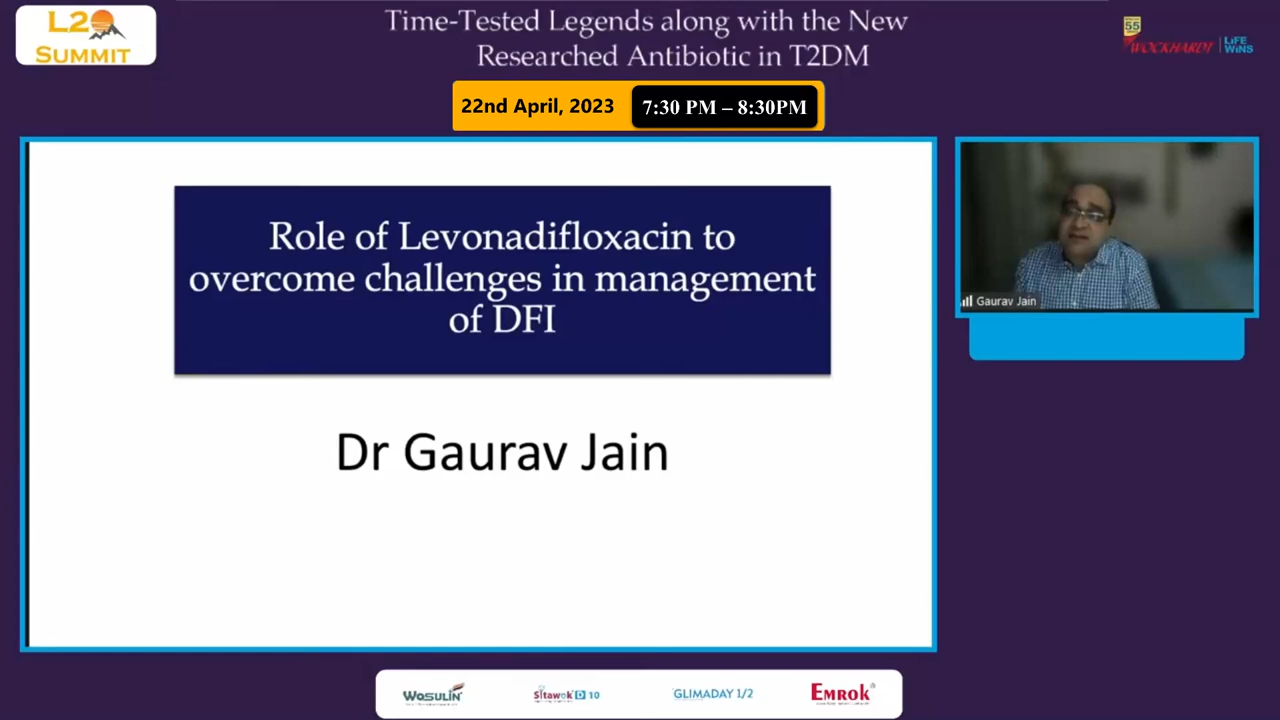 L20
SUMMIT
Time-Tested Legends along with the New
Researched Antibiotic in T2DM
55
WOCKHARDT
LiFE
WiNS
22nd April, 2023
7:30 PM – 8:30PM
Role of Levonadifloxacin to
overcome challenges in management
of DFI
Dr Gaurav Jain
Gaurav Jain
WOSULIN
Sitawok D 10
GLIMADAY 1/2
EMROK